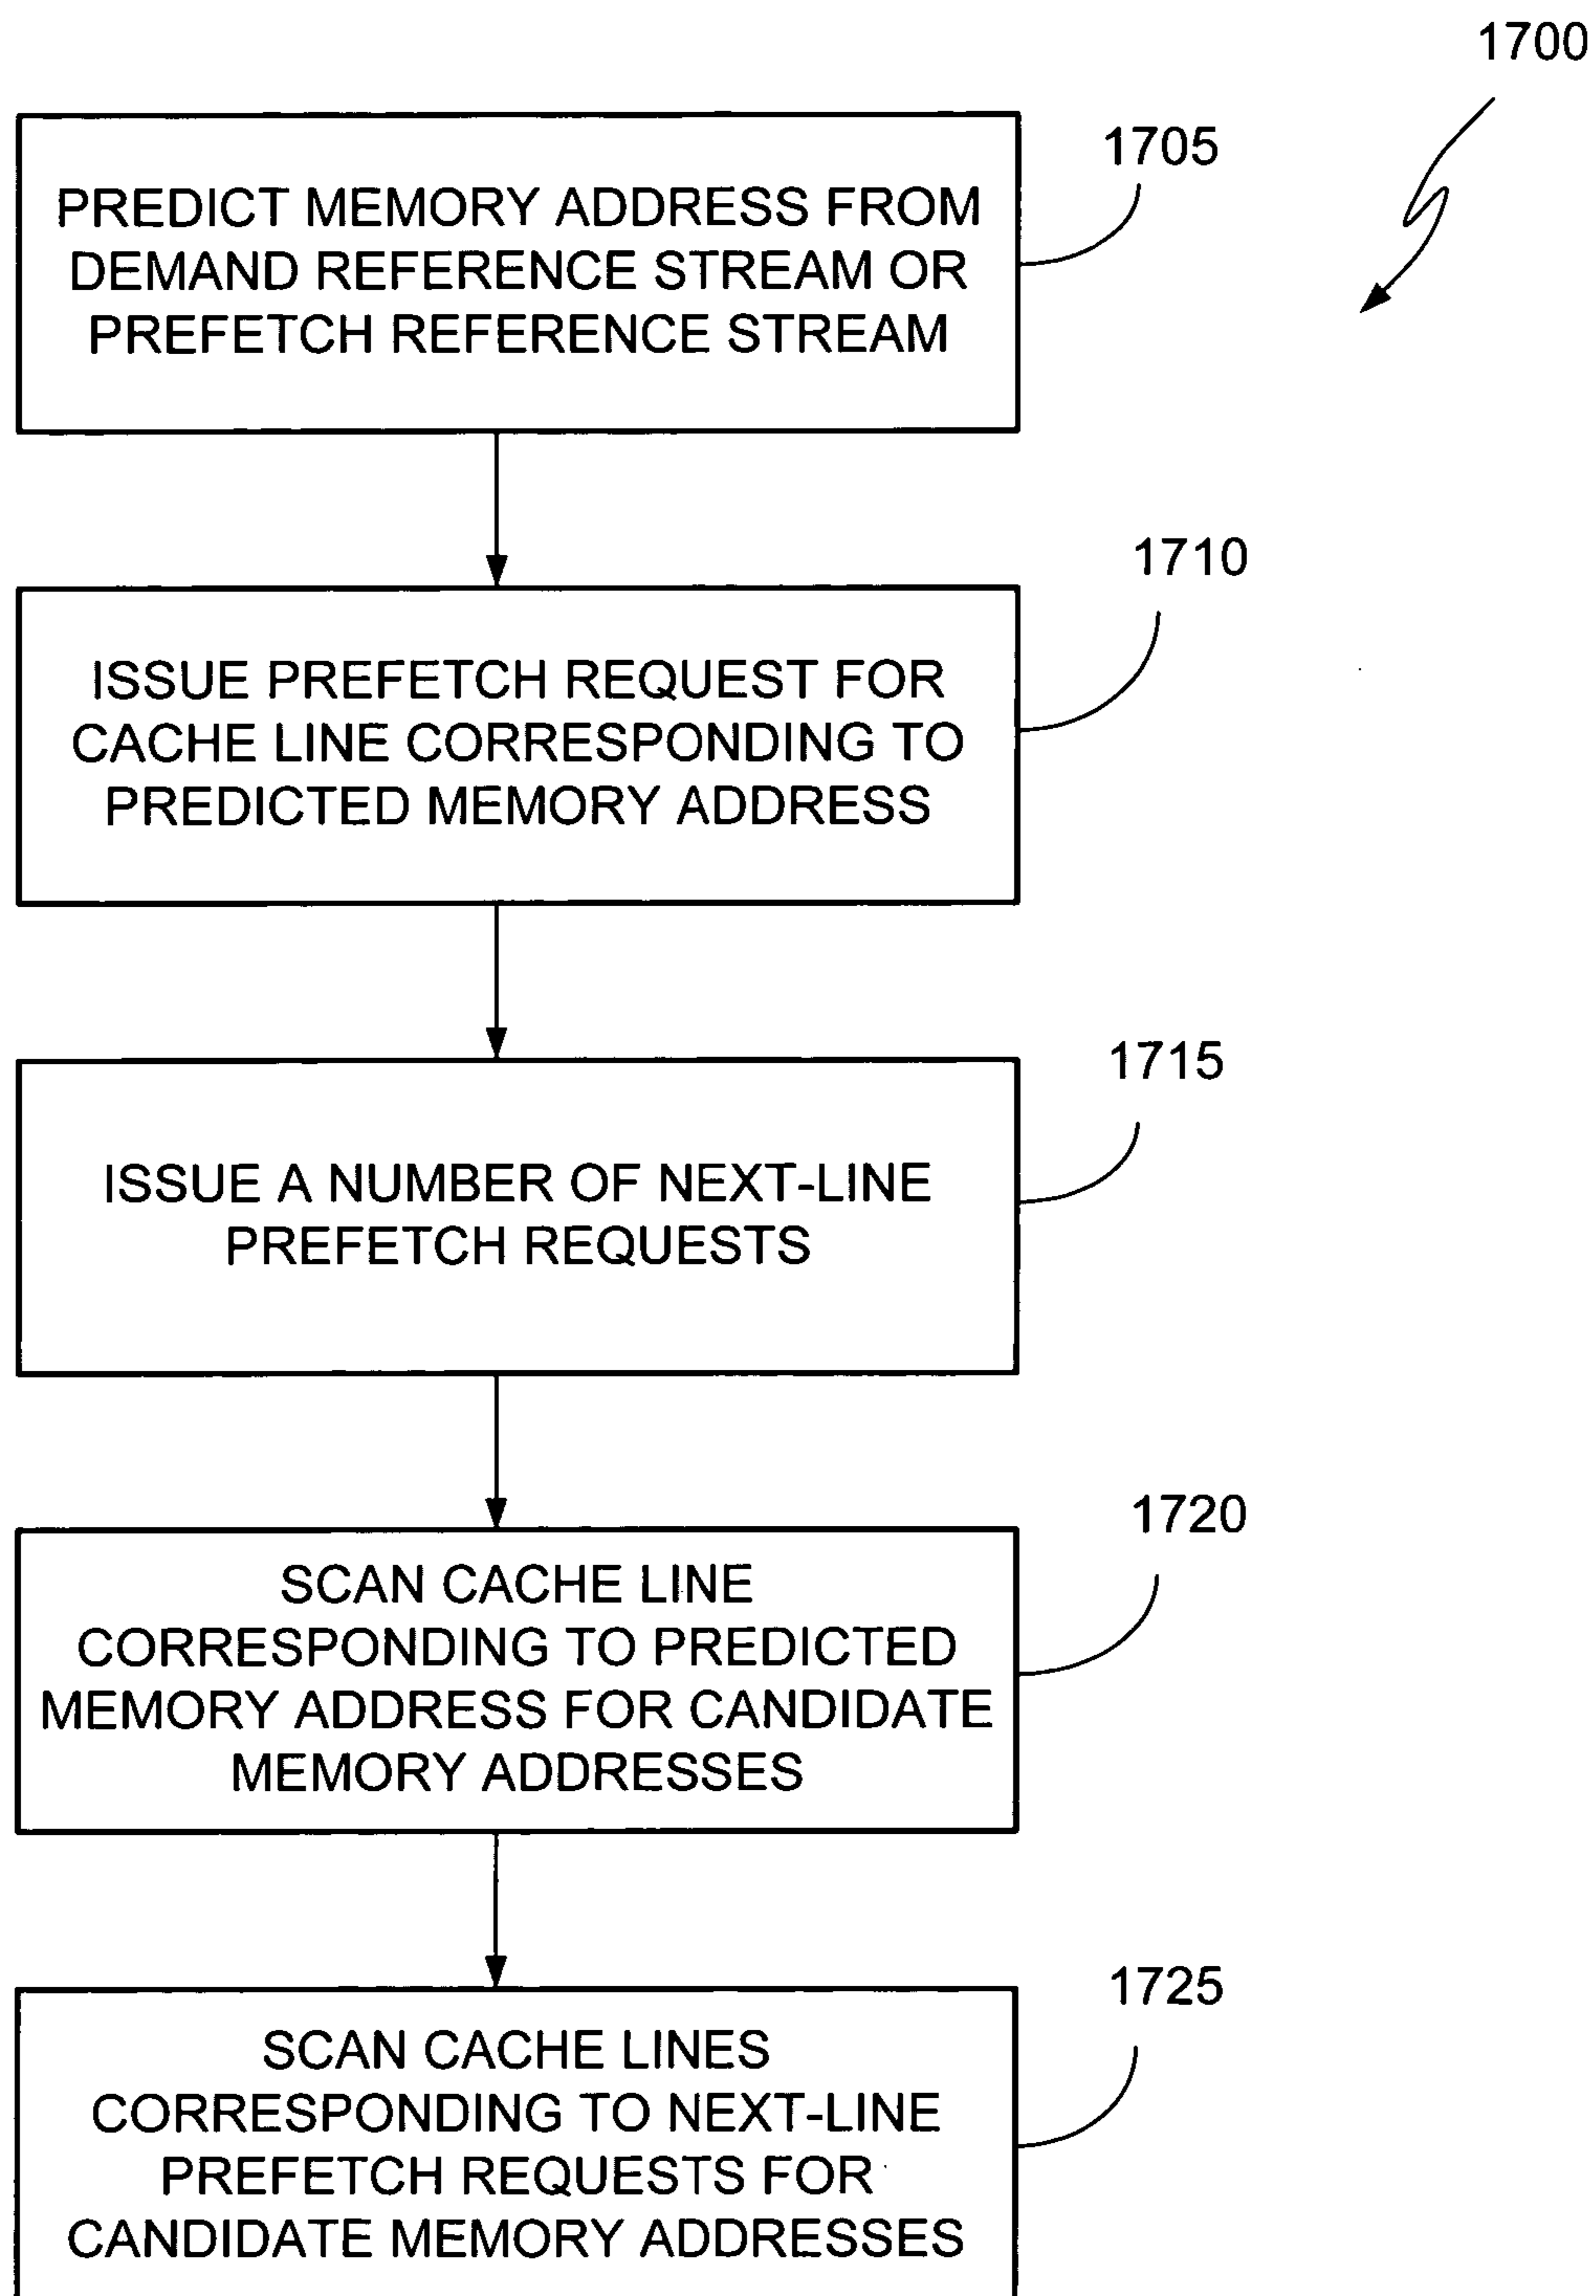 1700
1705
PREDICT MEMORY ADDRESS FROM
DEMAND REFERENCE STREAM OR
PREFETCH REFERENCE STREAM
1710
ISSUE PREFETCH REQUEST FOR
CACHE LINE CORRESPONDING TO
PREDICTED MEMORY ADDRESS
1715
ISSUE A NUMBER OF NEXT-LINE
PREFETCH REQUESTS
1720
SCAN CACHE LINE
CORRESPONDING TO PREDICTED
MEMORY ADDRESS FOR CANDIDATE
MEMORY ADDRESSES
1725
SCAN CACHE LINES
CORRESPONDING TO NEXT-LINE
PREFETCH REQUESTS FOR
CANDIDATE MEMORY ADDRESSES